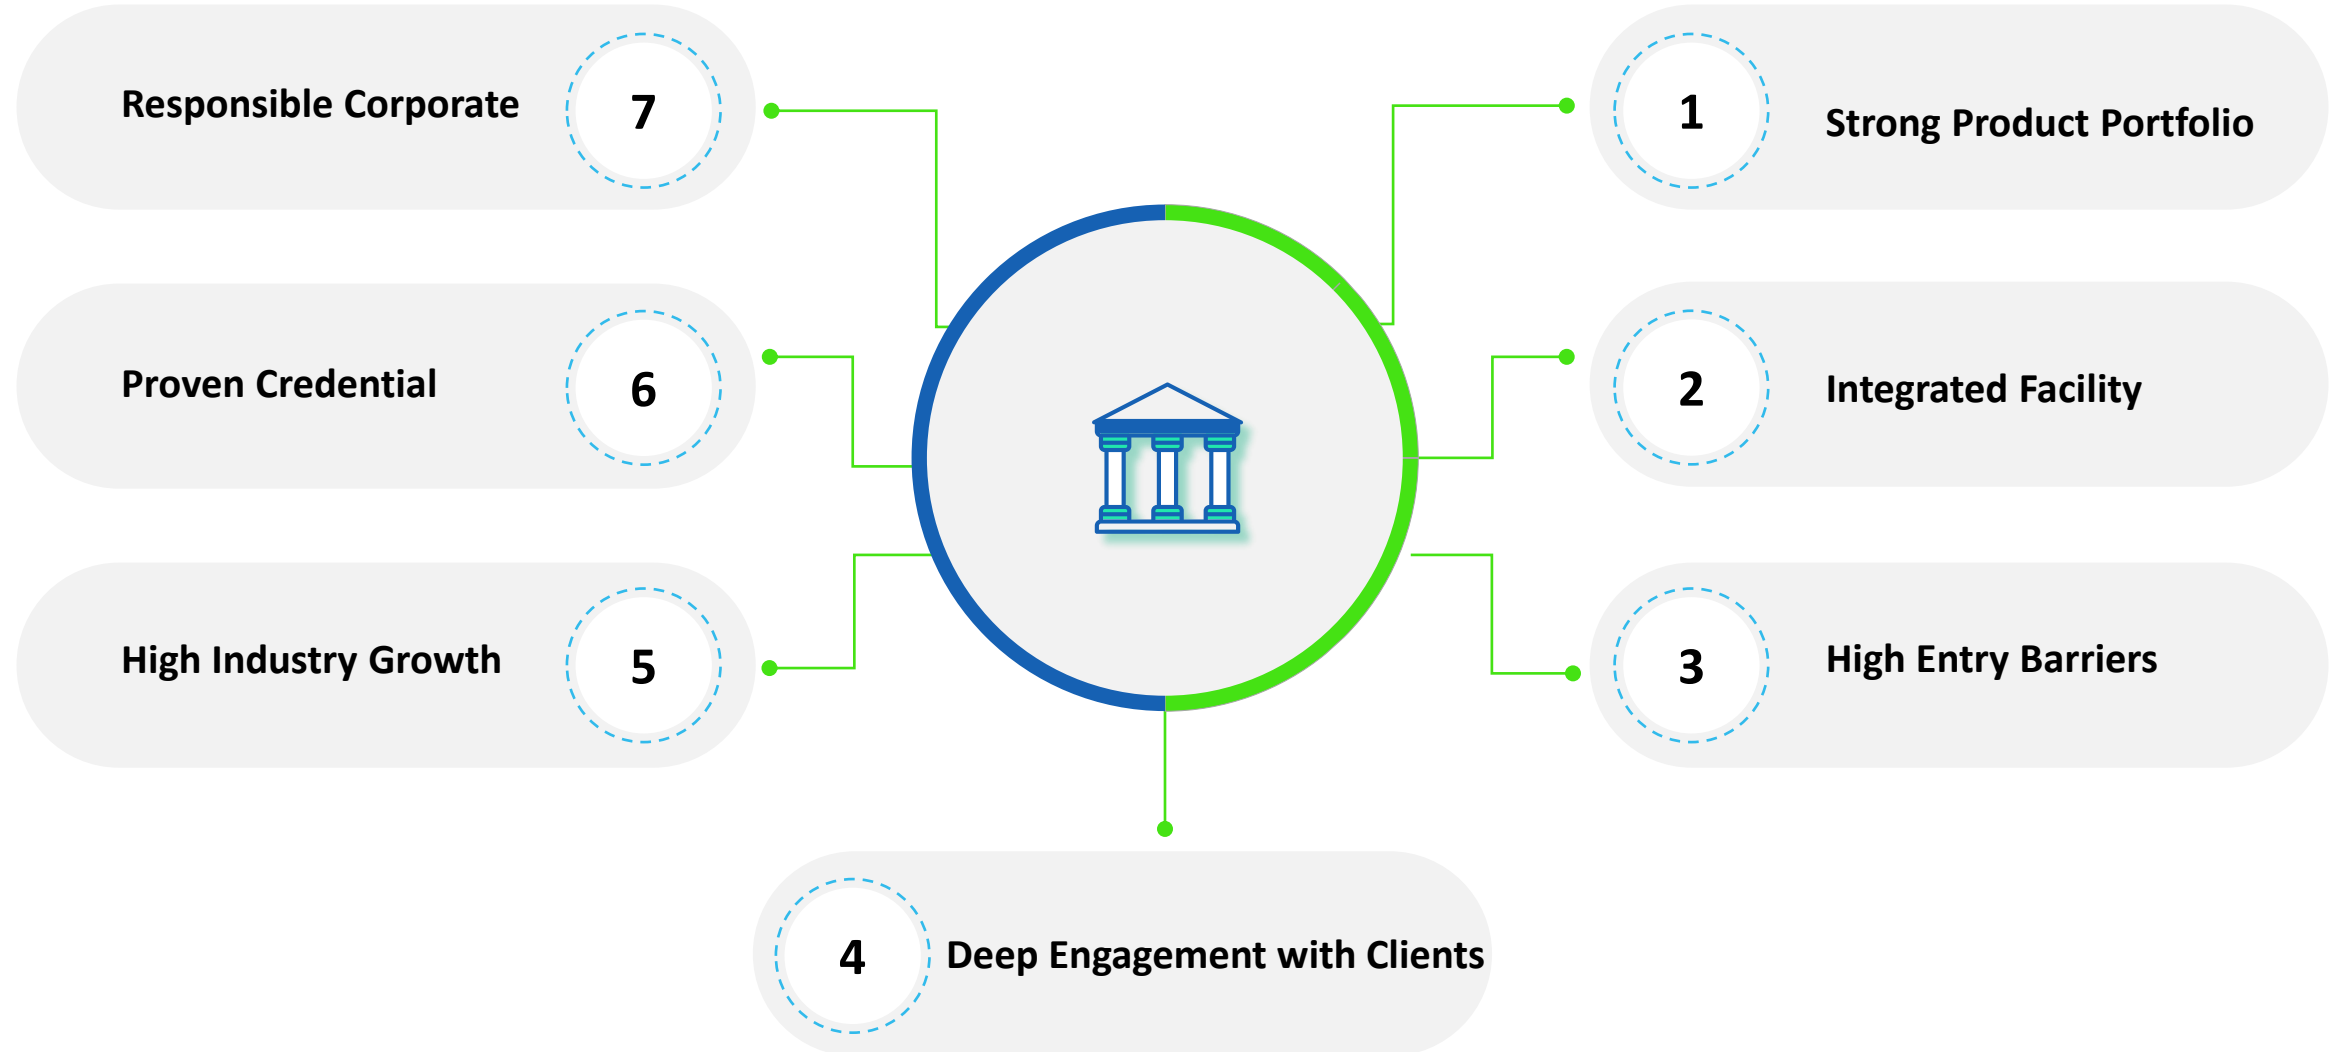 Responsible Corporate
7
1
Strong Product Portfolio
Proven Credential
6
2
Integrated Facility
High Industry Growth
5
3
High Entry Barriers
4
Deep Engagement with Clients